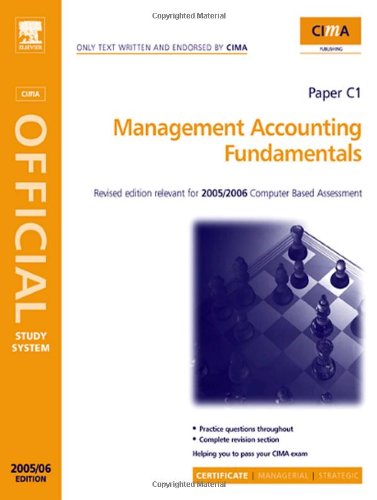 Copyrighted Material
ELSEVIER
ONLY TEXT WRITTEN AND ENDORSED BY CIMA
CIMA
PUBLISHING
CIMA
OFFICIAL
STUDY
SYSTEM
2005/06
EDITION
Paper C1
Management Accounting
Fundamentals
Revised edition relevant for 2005/2006 Computer Based Assessment
• Practice questions throughout
• Complete revision section
Helping you to pass your CIMA exam
CERTIFICATE | MANAGERIAL | STRATEGIC
Copyrighted Material